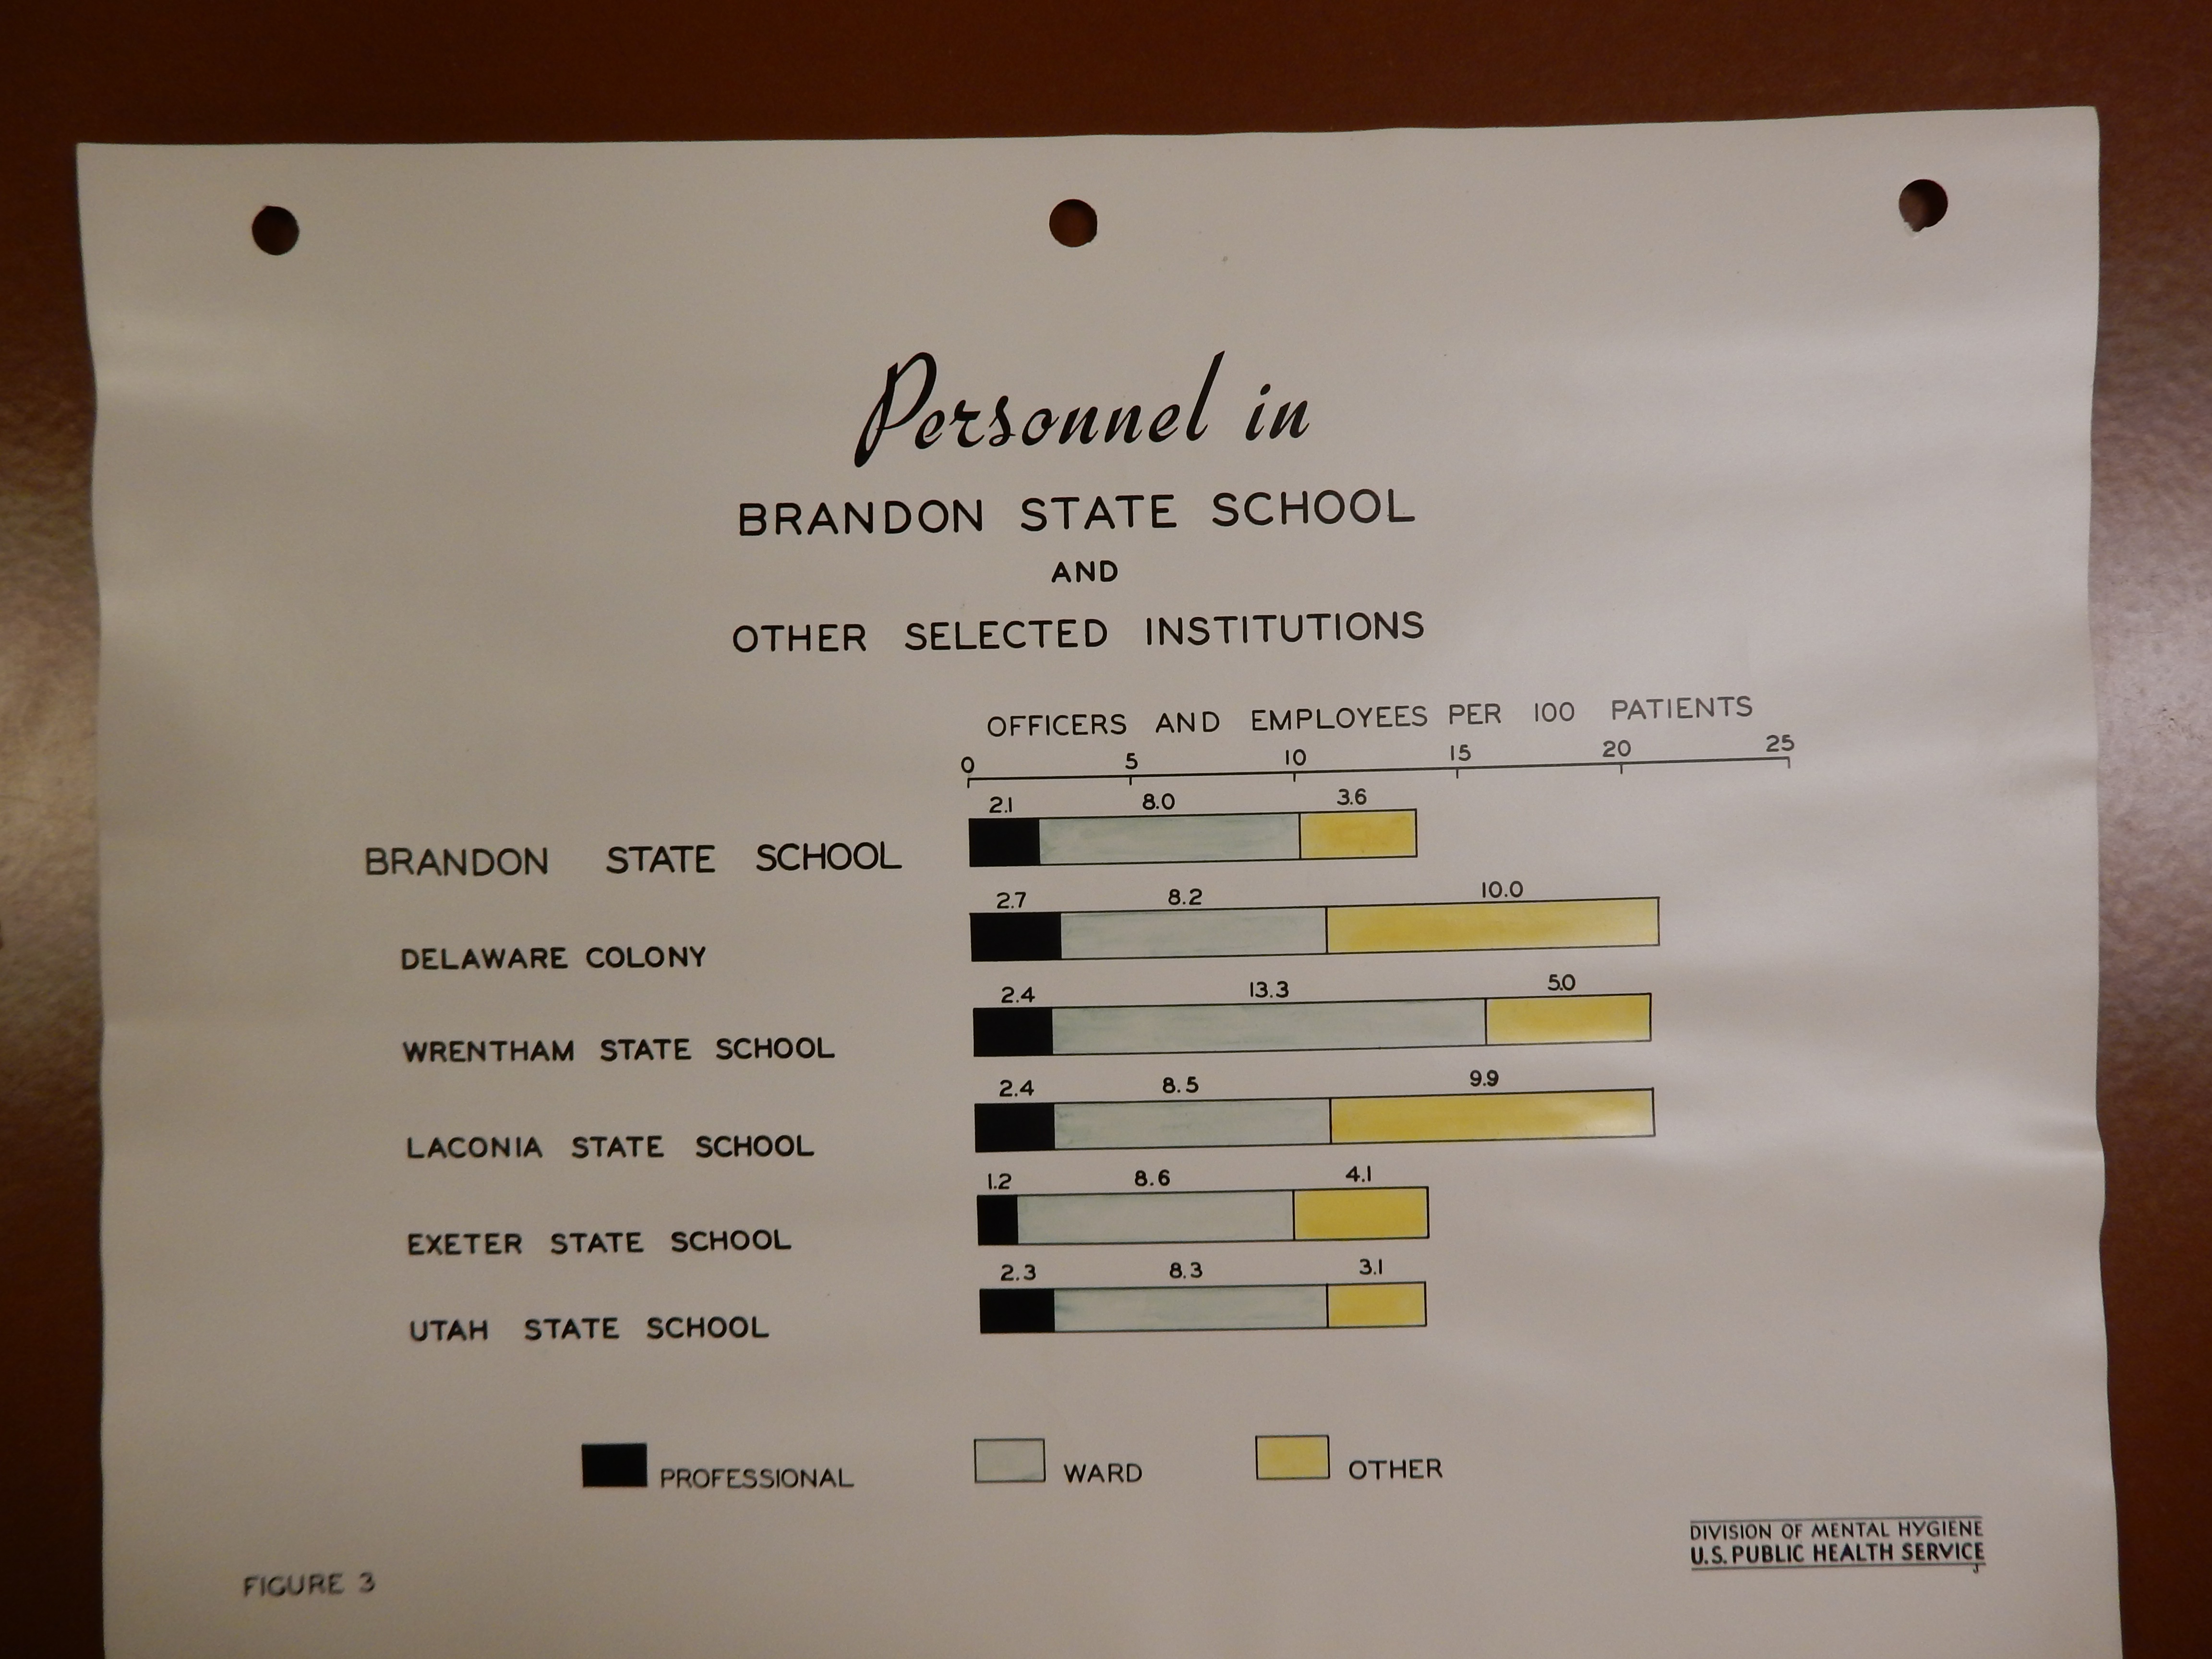 Personnel in
BRANDON STATE SCHOOL
AND
OTHER SELECTED INSTITUTIONS
OFFICERS AND EMPLOYEES PER 100 PATIENTS
0 5 10 15 20 25
2.1 8.0 3.6
BRANDON STATE SCHOOL
2.7 8.2 10.0
DELAWARE COLONY
2.4 13.3 5.0
WRENTHAM STATE SCHOOL
2.4 8.5 9.9
LACONIA STATE SCHOOL
1.2 8.6 4.1
EXETER STATE SCHOOL
2.3 8.3 3.1
UTAH STATE SCHOOL
PROFESSIONAL WARD OTHER
DIVISION OF MENTAL HYGIENE
U.S. PUBLIC HEALTH SERVICE
J
FIGURE 3